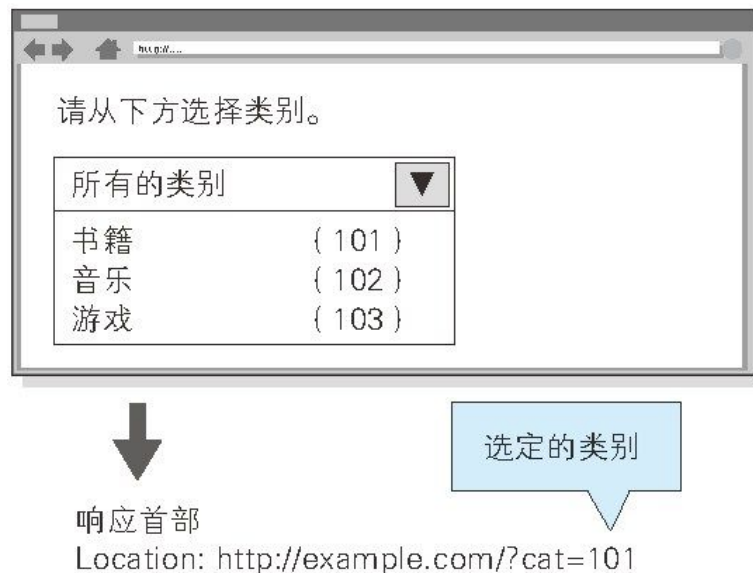 http://....
请从下方选择类别。
所有的类别 ▼
书籍 { 101 }
音乐 { 102 }
游戏 { 103 }
选定的类别
响应首部
Location: http://example.com/?cat=101